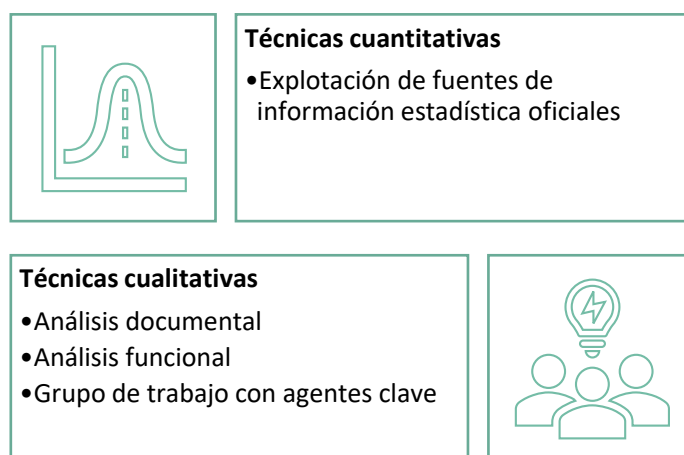 Técnicas cuantitativas
•Explotación de fuentes de
información estadística oficiales
Técnicas cualitativas
•Análisis documental
•Análisis funcional
•Grupo de trabajo con agentes clave